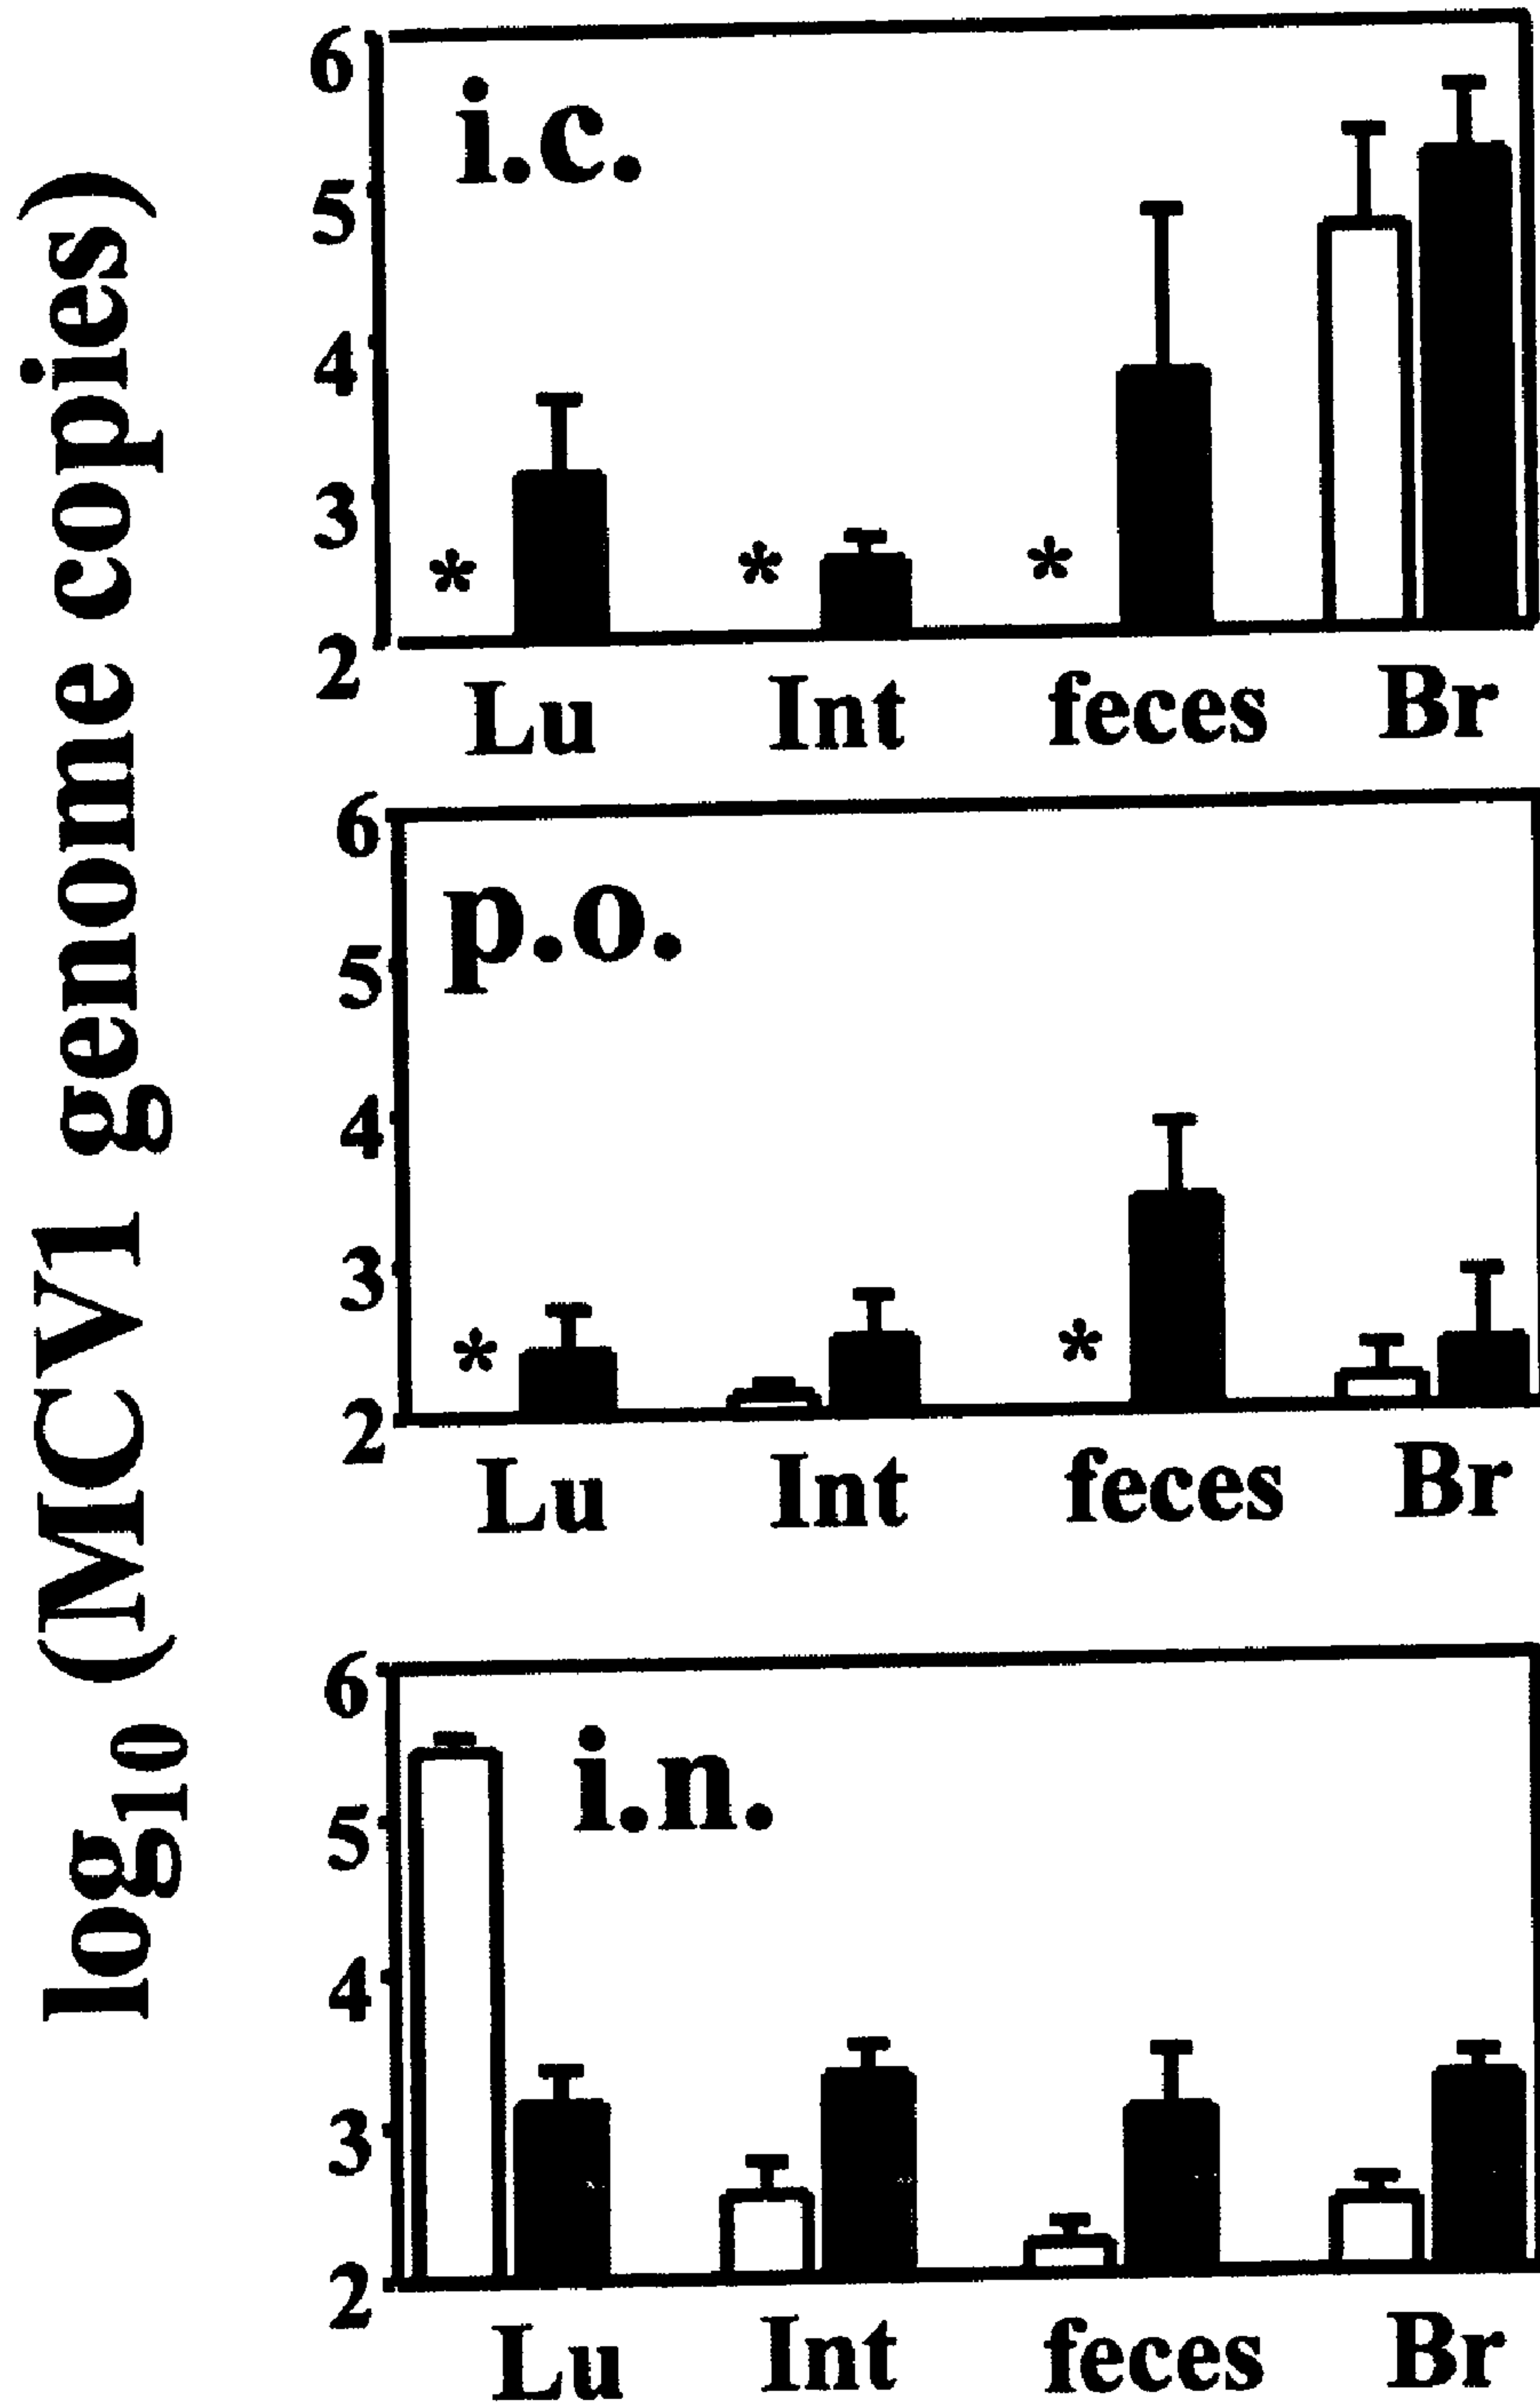 log10 (MCV1 genome copies)
6
i.c.
5
4
3
* * *
2
Lu Int feces Br
6
p.o.
5
4
3
* *
2
Lu Int feces Br
6
i.n.
5
4
3
2
Lu Int feces Br